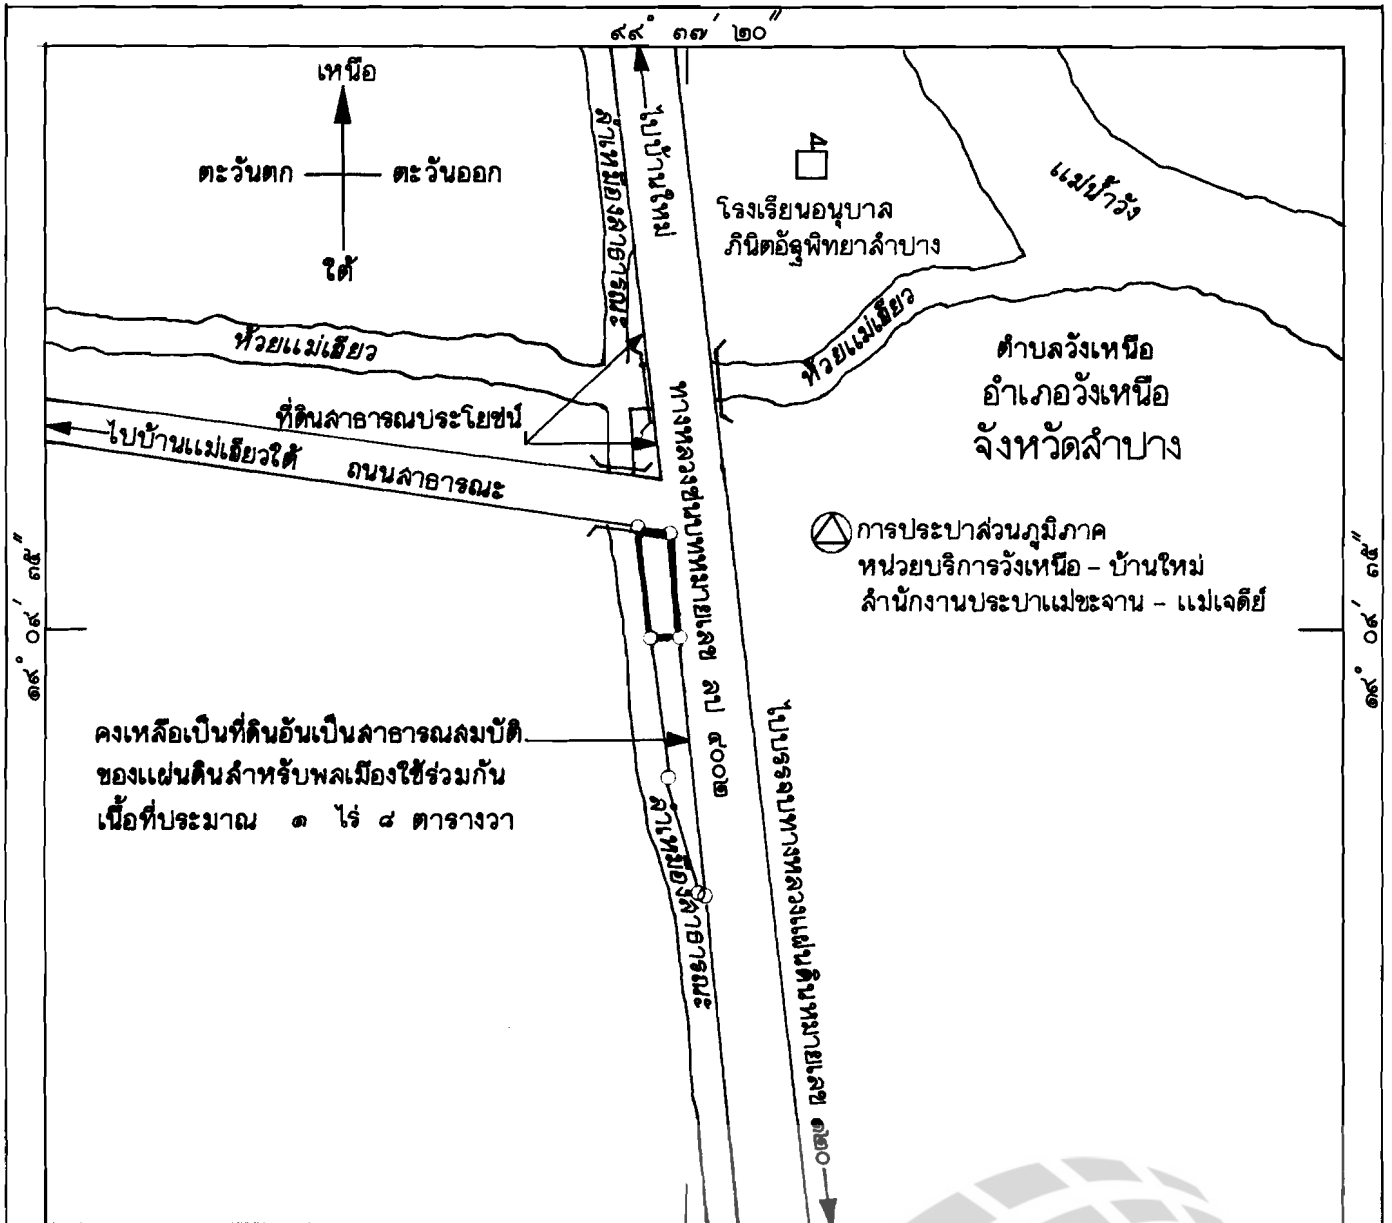 ๙๙° ๓๗′ ๒๐″
เหนือ
ตะวันตก
ตะวันออก
ใต้
ลำเหมืองสาธารณะ
ไปบ้านใหม่
โรงเรียนอนุบาล
ภินิตอัฐพิทยาลำปาง
แม่น้ำวัง
ห้วยแม่เฮียว
ห้วยแม่เฮียว
ตำบลวังเหนือ
อำเภอวังเหนือ
จังหวัดลำปาง
ที่ดินสาธารณประโยชน์
ไปบ้านแม่เฮียวใต้
ถนนสาธารณะ
ทางหลวงชนบทหมายเลข ลป ๔๐๐๒
การประปาส่วนภูมิภาค
หน่วยบริการวังเหนือ - บ้านใหม่
สำนักงานประปาแม่ขะจาน - แม่เจดีย์
๑๙° ๐๙′ ๓๕″
๑๙° ๐๙′ ๓๕″
คงเหลือเป็นที่ดินอันเป็นสาธารณสมบัติ
ของแผ่นดินสำหรับพลเมืองใช้ร่วมกัน
เนื้อที่ประมาณ ๑ ไร่ ๘ ตารางวา
ลำเหมืองสาธารณะ
ไปบรรจบทางหลวงแผ่นดินหมายเลข ๑๒๐